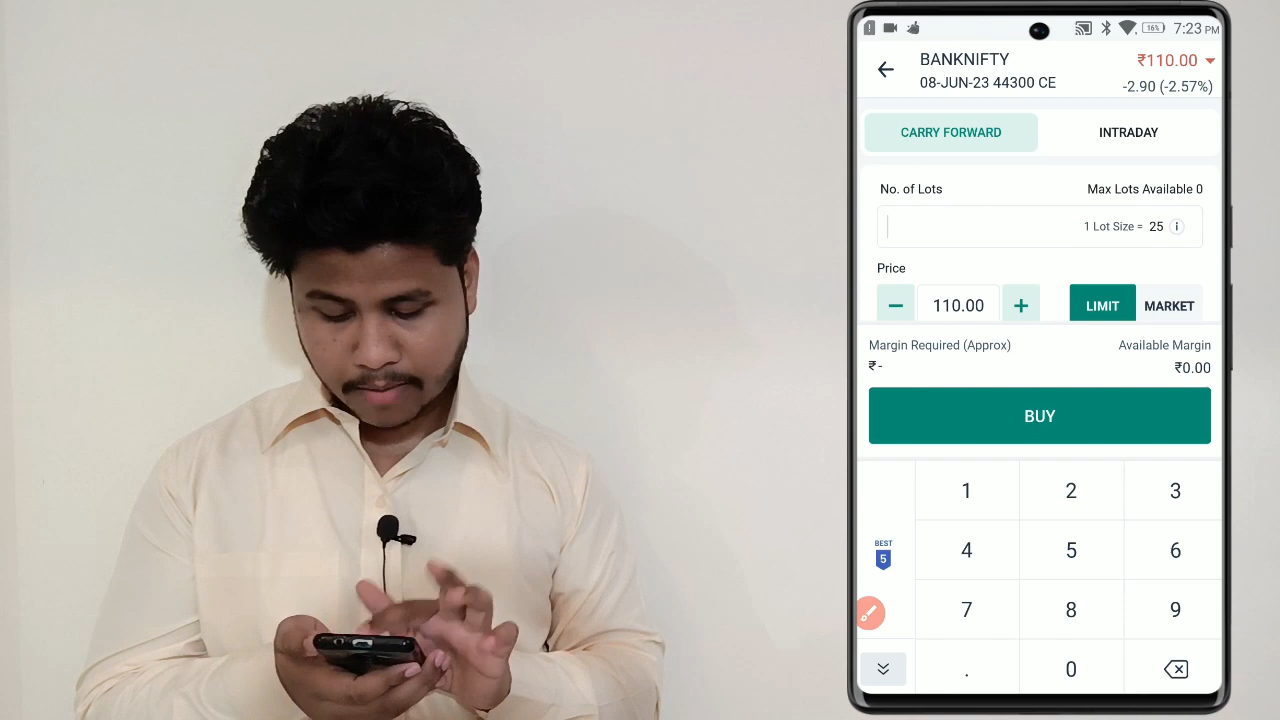 16% 7:23 PM
BANKNIFTY ₹110.00
08-JUN-23 44300 CE -2.90 (-2.57%)
CARRY FORWARD INTRADAY
No. of Lots Max Lots Available 0
1 Lot Size = 25 i
Price
− 110.00 + LIMIT MARKET
Margin Required (Approx) Available Margin
₹ - ₹0.00
BUY
1 2 3
BEST
5
4 5 6
7 8 9
. 0